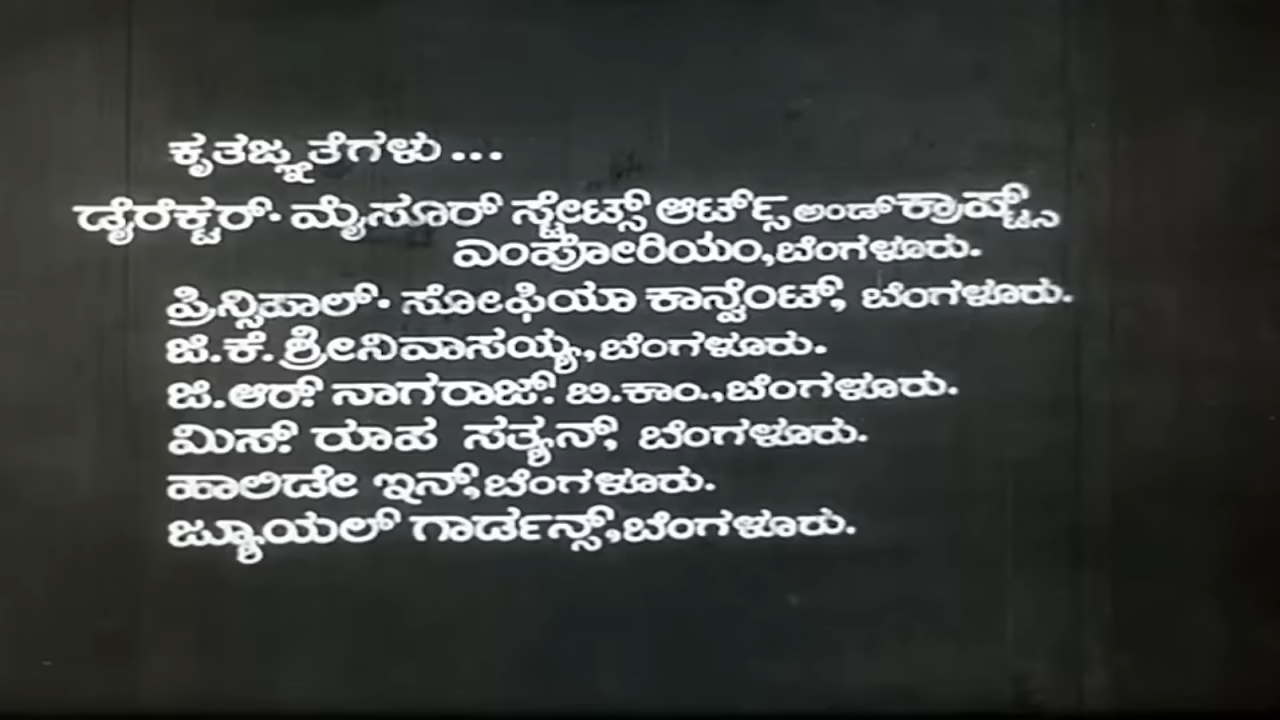 ಕೃತಜ್ಞತೆಗಳು...
ಡೈರೆಕ್ಟರ್. ಮೈಸೂರ್ ಸ್ಟೇಟ್ಸ್ ಆರ್ಟ್ಸ್ ಅಂಡ್ ಕ್ರಾಫ್ಟ್ಸ್
ಎಂಪೋರಿಯಂ, ಬೆಂಗಳೂರು.
ಪ್ರಿನ್ಸಿಪಾಲ್. ಸೋಫಿಯಾ ಕಾನ್ವೆಂಟ್, ಬೆಂಗಳೂರು.
ಜಿ.ಕೆ. ಶ್ರೀನಿವಾಸಯ್ಯ, ಬೆಂಗಳೂರು.
ಜಿ.ಆರ್. ನಾಗರಾಜ್. ಬಿ.ಕಾಂ., ಬೆಂಗಳೂರು.
ಮಿಸ್. ರೂಪ ಸತ್ಯನ್, ಬೆಂಗಳೂರು.
ಹಾಲಿಡೇ ಇನ್, ಬೆಂಗಳೂರು.
ಜ್ಯೂಯಲ್ ಗಾರ್ಡನ್ಸ್, ಬೆಂಗಳೂರು.